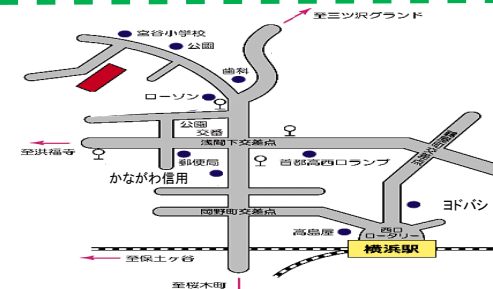 至三ツ沢グランド
宮谷小学校
公園
歯科
ローソン
公園
交番
浅間下交差点
至洪福寺
郵便局
首都高西口ランプ
かながわ信用
ヨドバシ
岡野町交差点
高島屋
西口
ロータリー
横浜駅
至保土ヶ谷
至桜木町